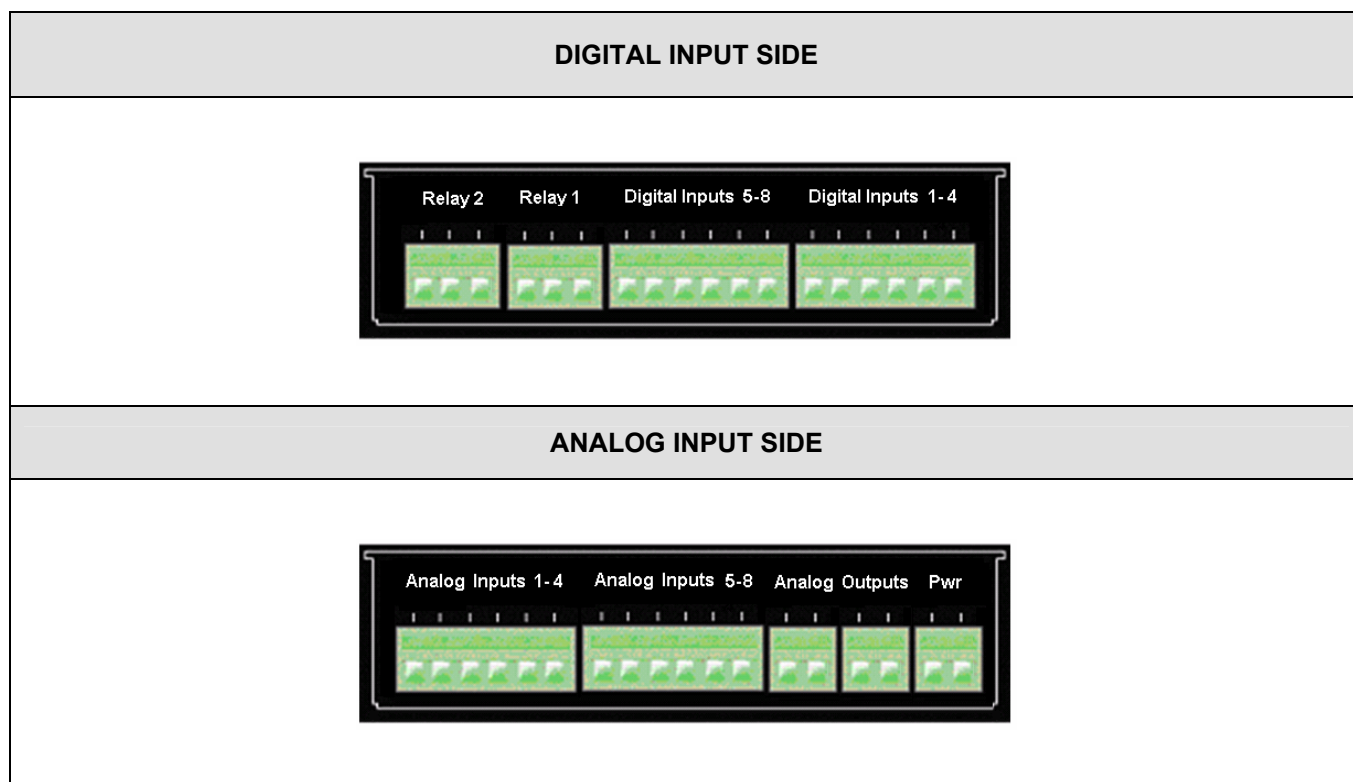 DIGITAL INPUT SIDE
Relay 2 Relay 1 Digital Inputs 5-8 Digital Inputs 1-4
ANALOG INPUT SIDE
Analog Inputs 1-4 Analog Inputs 5-8 Analog Outputs Pwr